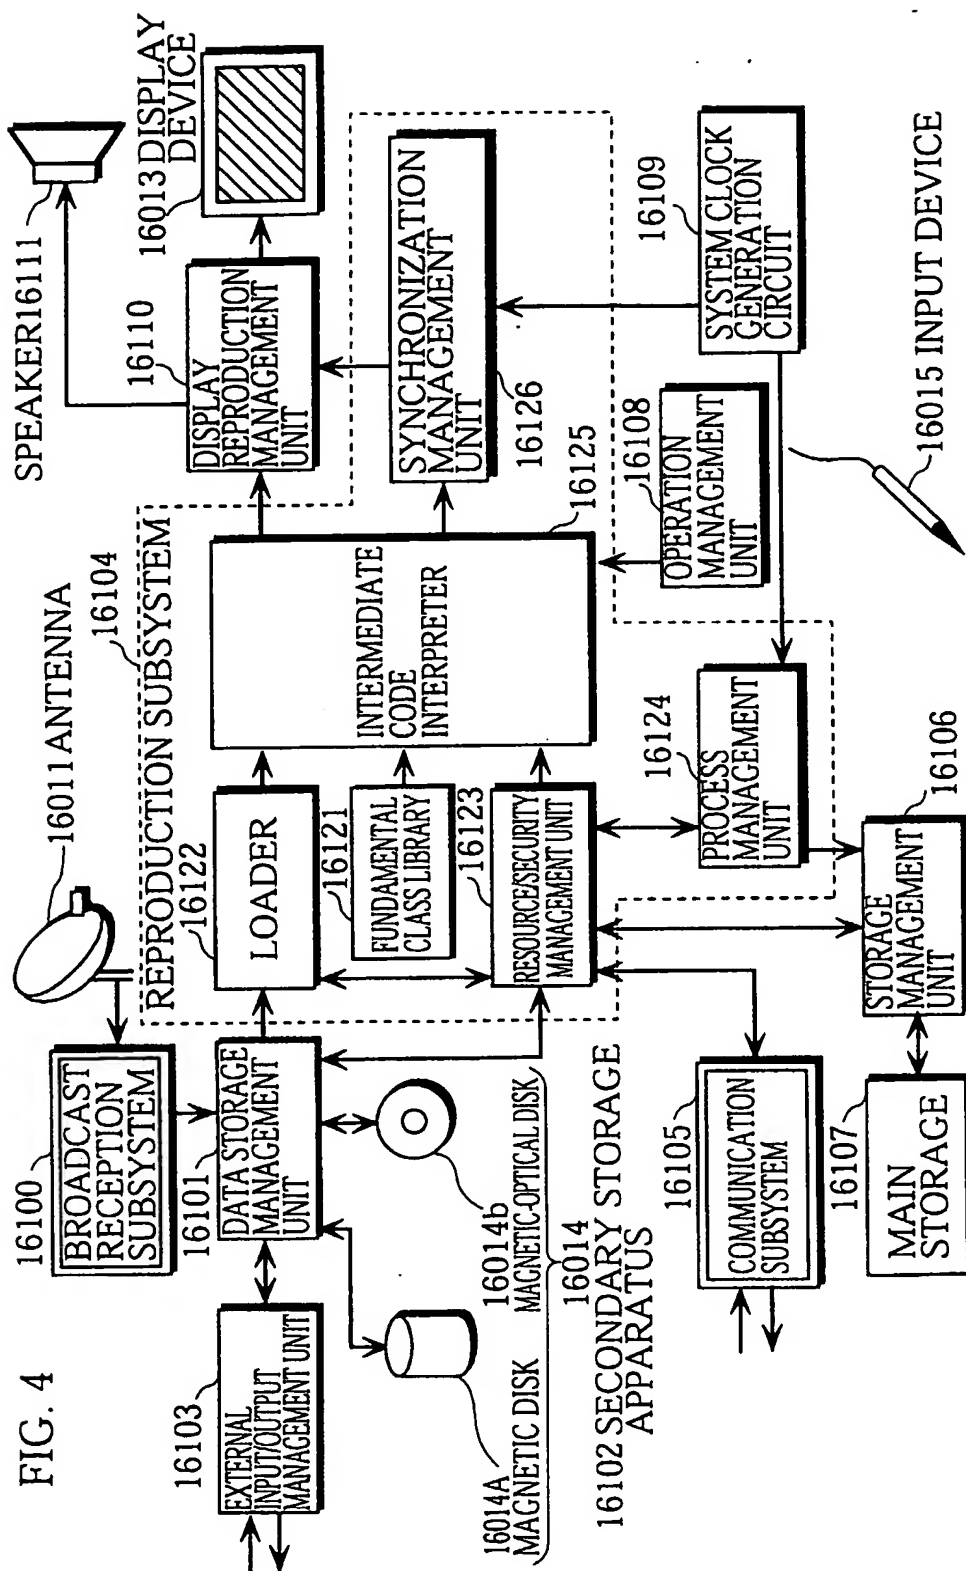 FIG. 4
16011 ANTENNA
SPEAKER16111
16100
BROADCAST
RECEPTION
SUBSYSTEM
16104
REPRODUCTION SUBSYSTEM
16110
16013 DISPLAY
DEVICE
16103
EXTERNAL
INPUT/OUTPUT
MANAGEMENT UNIT
16101
DATA STORAGE
MANAGEMENT
UNIT
16122
LOADER
DISPLAY
REPRODUCTION
MANAGEMENT
UNIT
16121
FUNDAMENTAL
CLASS LIBRARY
INTERMEDIATE
CODE
INTERPRETER
SYNCHRONIZATION
MANAGEMENT
UNIT
16126
16123
RESOURCE/SECURITY
MANAGEMENT UNIT
16125
16014A
MAGNETIC DISK
16014b
MAGNETIC-OPTICAL DISK
16014
16102 SECONDARY STORAGE
APPARATUS
16108
OPERATION
MANAGEMENT
UNIT
16109
SYSTEM CLOCK
GENERATION
CIRCUIT
16124
PROCESS
MANAGEMENT
UNIT
16105
COMMUNICATION
SUBSYSTEM
16106
STORAGE
MANAGEMENT
UNIT
16107
MAIN
STORAGE
16015 INPUT DEVICE